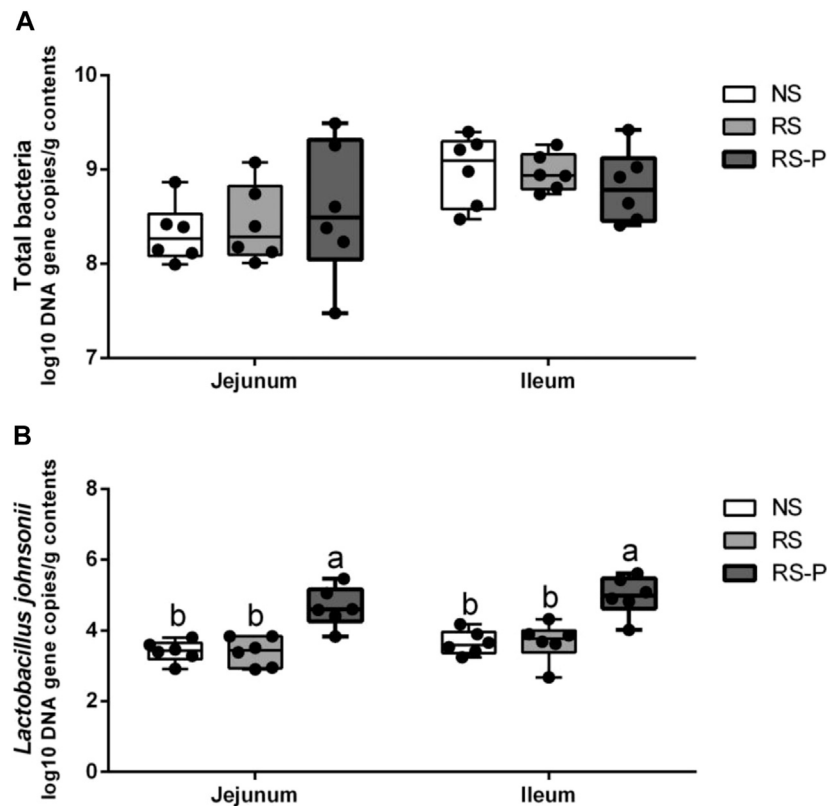 A
Total bacteria
log10 DNA gene copies/g contents
10
9
8
7
Jejunum
Ileum
NS
RS
RS-P
B
Lactobacillus johnsonii
log10 DNA gene copies/g contents
8
6
4
2
0
b
b
a
b
b
a
Jejunum
Ileum
NS
RS
RS-P